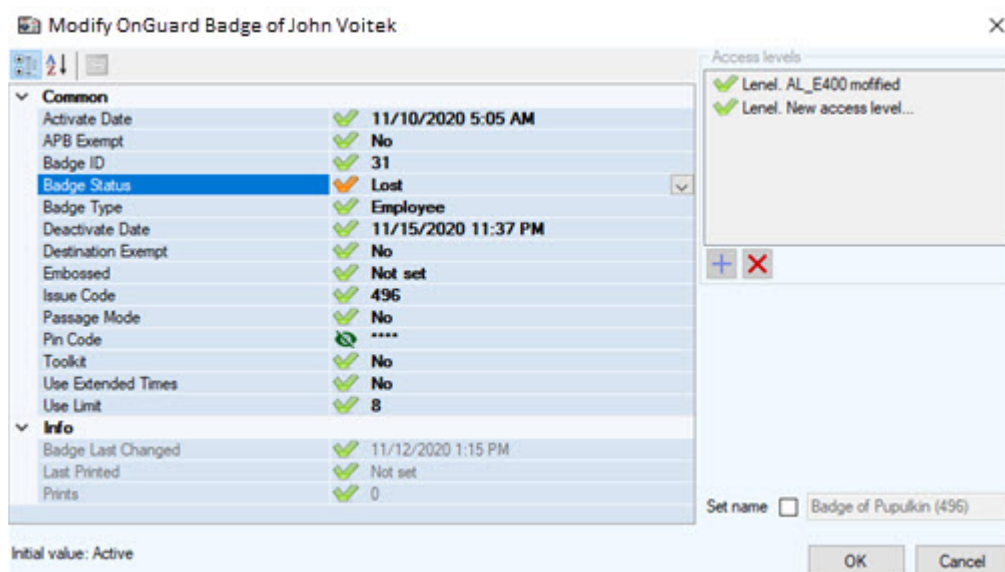 Modify OnGuard Badge of John Voitek
Access levels
Lenel. AL_E400 moffied
Lenel. New access level...
Common
Activate Date 11/10/2020 5:05 AM
APB Exempt No
Badge ID 31
Badge Status Lost
Badge Type Employee
Deactivate Date 11/15/2020 11:37 PM
Destination Exempt No
Embossed Not set
Issue Code 496
Passage Mode No
Pin Code ****
Toolkit No
Use Extended Times No
Use Limit 8
Info
Badge Last Changed 11/12/2020 1:15 PM
Last Printed Not set
Prints 0
Set name Badge of Pupulkin (496)
Initial value: Active
OK Cancel